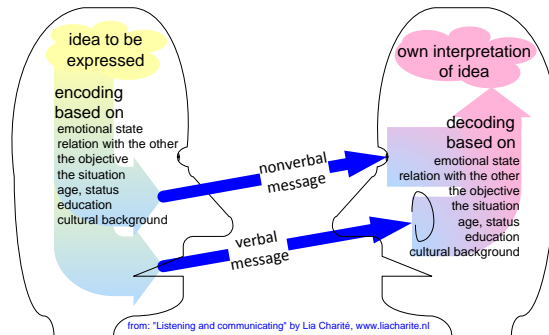 idea to be
expressed
encoding
based on
emotional state
relation with the other
the objective
the situation
age, status
education
cultural background
nonverbal
message
verbal
message
own interpretation
of idea
decoding
based on
emotional state
relation with the other
the objective
the situation
age, status
education
cultural background
from: "Listening and communicating" by Lia Charité, www.liacharite.nl